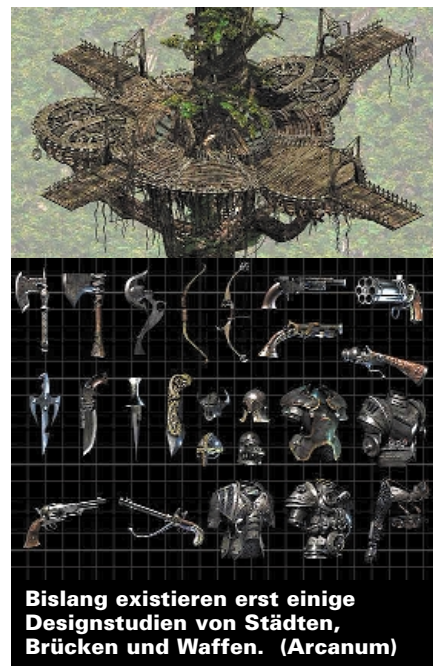 Bislang existieren erst einige
Designstudien von Städten,
Brücken und Waffen. (Arcanum)